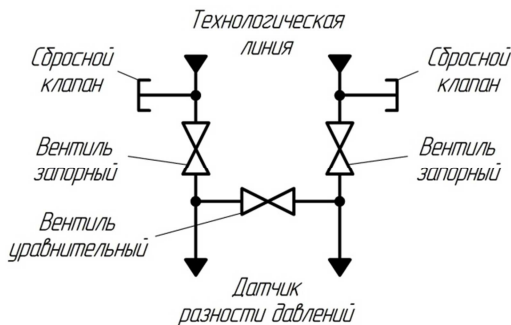 Технологическая
линия
Сбросной
клапан
Сбросной
клапан
Вентиль
запорный
Вентиль
запорный
Вентиль
уравнительный
Датчик
разности давлений